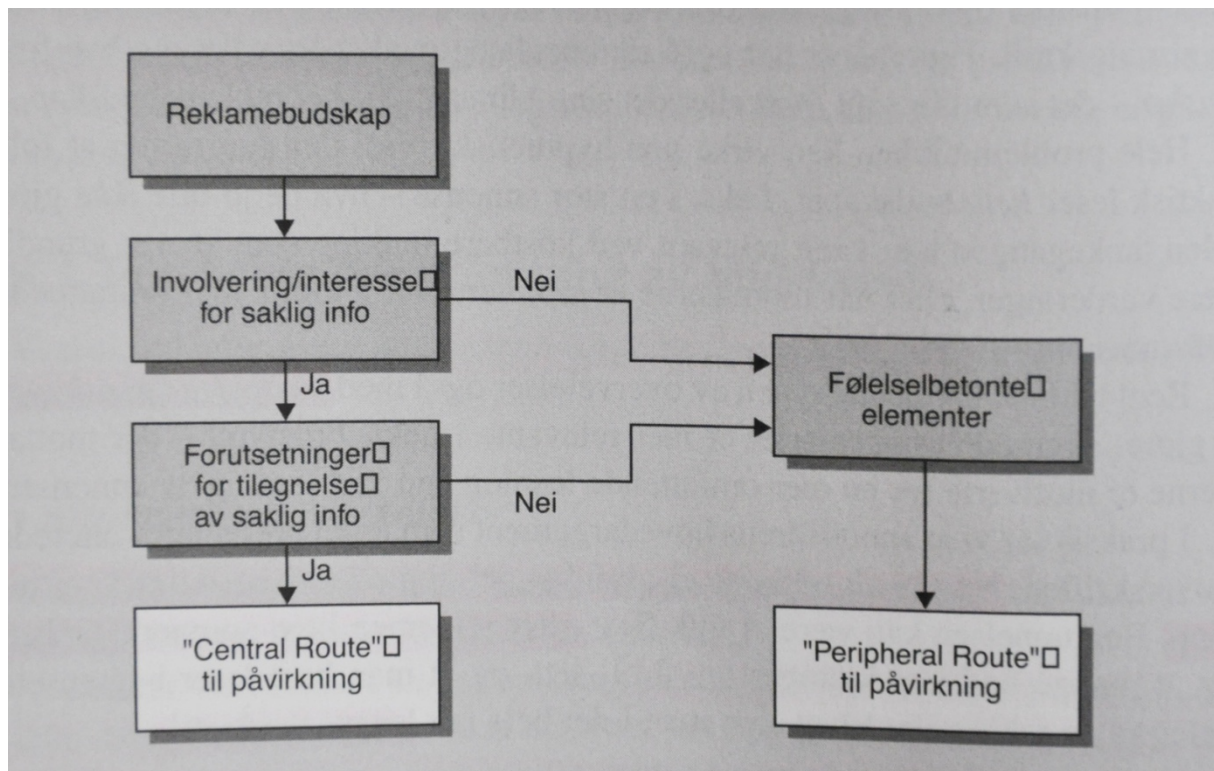 Reklamebudskap
Involvering/interesse□
for saklig info
Nei
Ja
Følelselbetonte□
elementer
Forutsetninger□
for tilegnelse□
av saklig info
Nei
Ja
"Central Route"□
til påvirkning
"Peripheral Route"□
til påvirkning